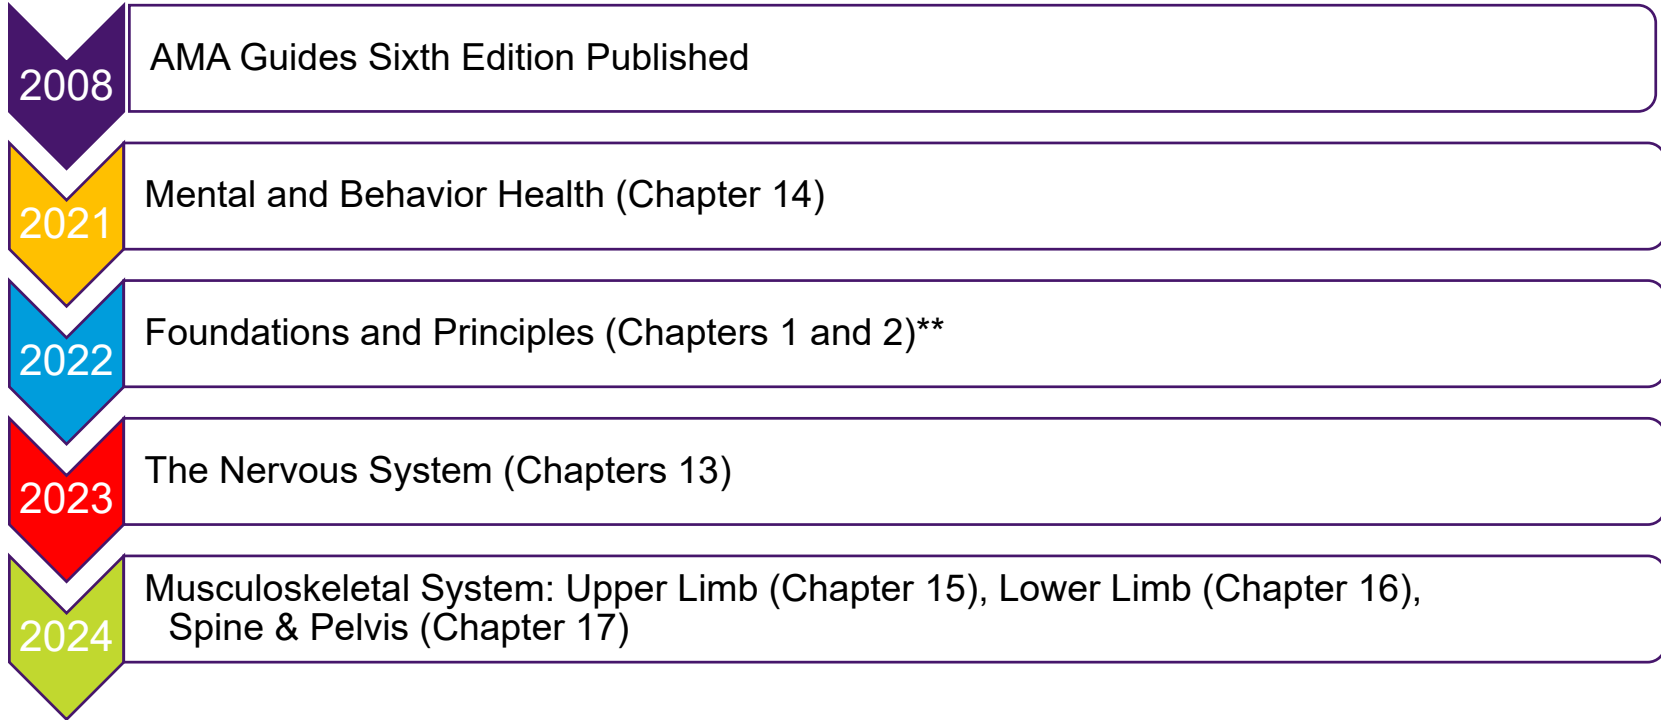 2008
AMA Guides Sixth Edition Published
2021
Mental and Behavior Health (Chapter 14)
2022
Foundations and Principles (Chapters 1 and 2)**
2023
The Nervous System (Chapters 13)
2024
Musculoskeletal System: Upper Limb (Chapter 15), Lower Limb (Chapter 16),
Spine & Pelvis (Chapter 17)